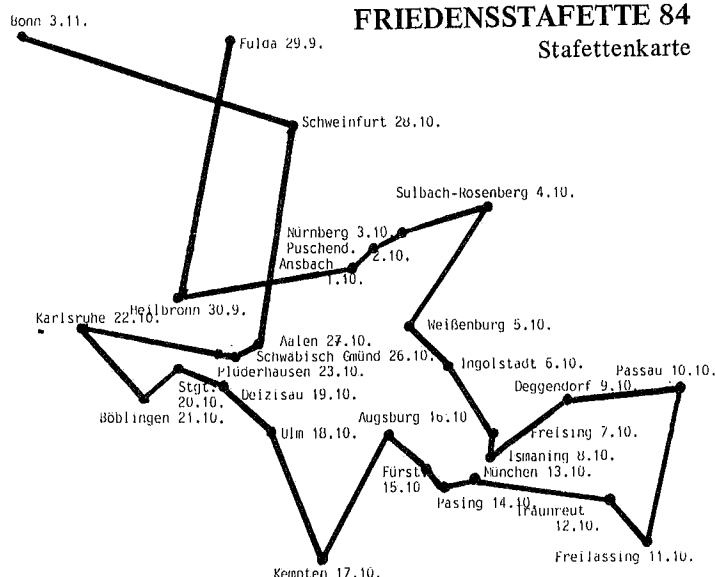 FRIEDENSSTAFETTE 84
Stafettenkarte
Bonn 3.11.
Fulda 29.9.
Schweinfurt 28.10.
Sulbach-Rosenberg 4.10.
Nürnberg 3.10.
Puschend.
2.10.
Ansbach
1.10.
Heilbronn 30.9.
Karlsruhe 22.10.
Weißenburg 5.10.
Aalen 27.10.
Schwäbisch Gmünd 26.10.
Ingolstadt 6.10.
Plüderhausen 23.10.
Passau 10.10.
Deggendorf 9.10.
Stgt.
20.10.
Deizisau 19.10.
Böblingen 21.10.
Augsburg 16.10
Ulm 18.10.
Freising 7.10.
Ismaning 8.10.
München 13.10.
Fürst.
15.10
Pasing 14.10.
Traunreut
12.10.
Freilassing 11.10.
Kempten 17.10.